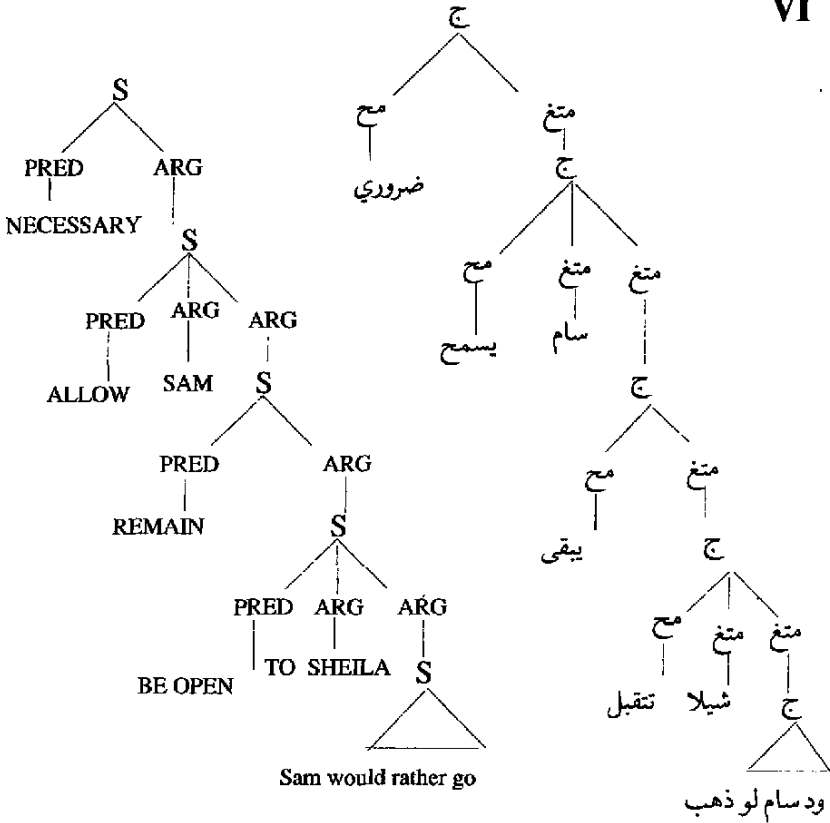 VI
S
PRED ARG
NECESSARY
S
PRED ARG ARG
ALLOW SAM S
PRED ARG
REMAIN
S
PRED ARG ARG
BE OPEN TO SHEILA S
Sam would rather go
ج
مح متغ
ضروري ج
مح متغ متغ
يسمح سام
ج
مح متغ
يبقى ج
مح متغ متغ
تتقبل شيلا ج
ود سام لو ذهب